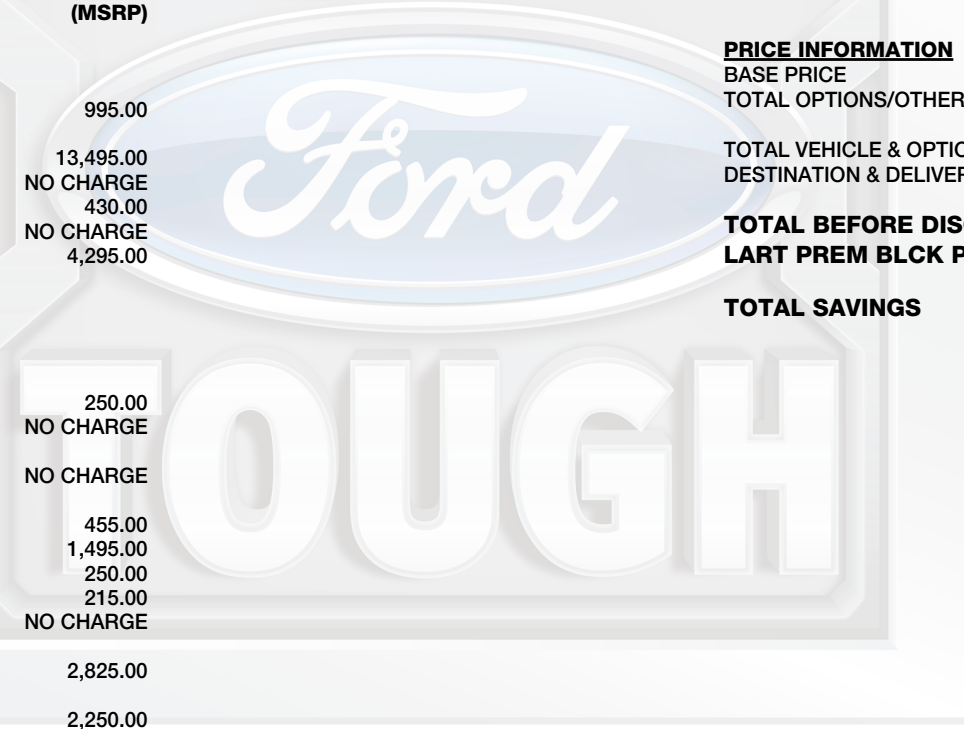 (MSRP)
995.00
13,495.00
NO CHARGE
430.00
NO CHARGE
4,295.00
250.00
NO CHARGE
NO CHARGE
455.00
1,495.00
250.00
215.00
NO CHARGE
2,825.00
2,250.00
Ford
TOUGH
PRICE INFORMATION
BASE PRICE
TOTAL OPTIONS/OTHER
TOTAL VEHICLE & OPTIO
DESTINATION & DELIVER
TOTAL BEFORE DIS
LART PREM BLCK P
TOTAL SAVINGS